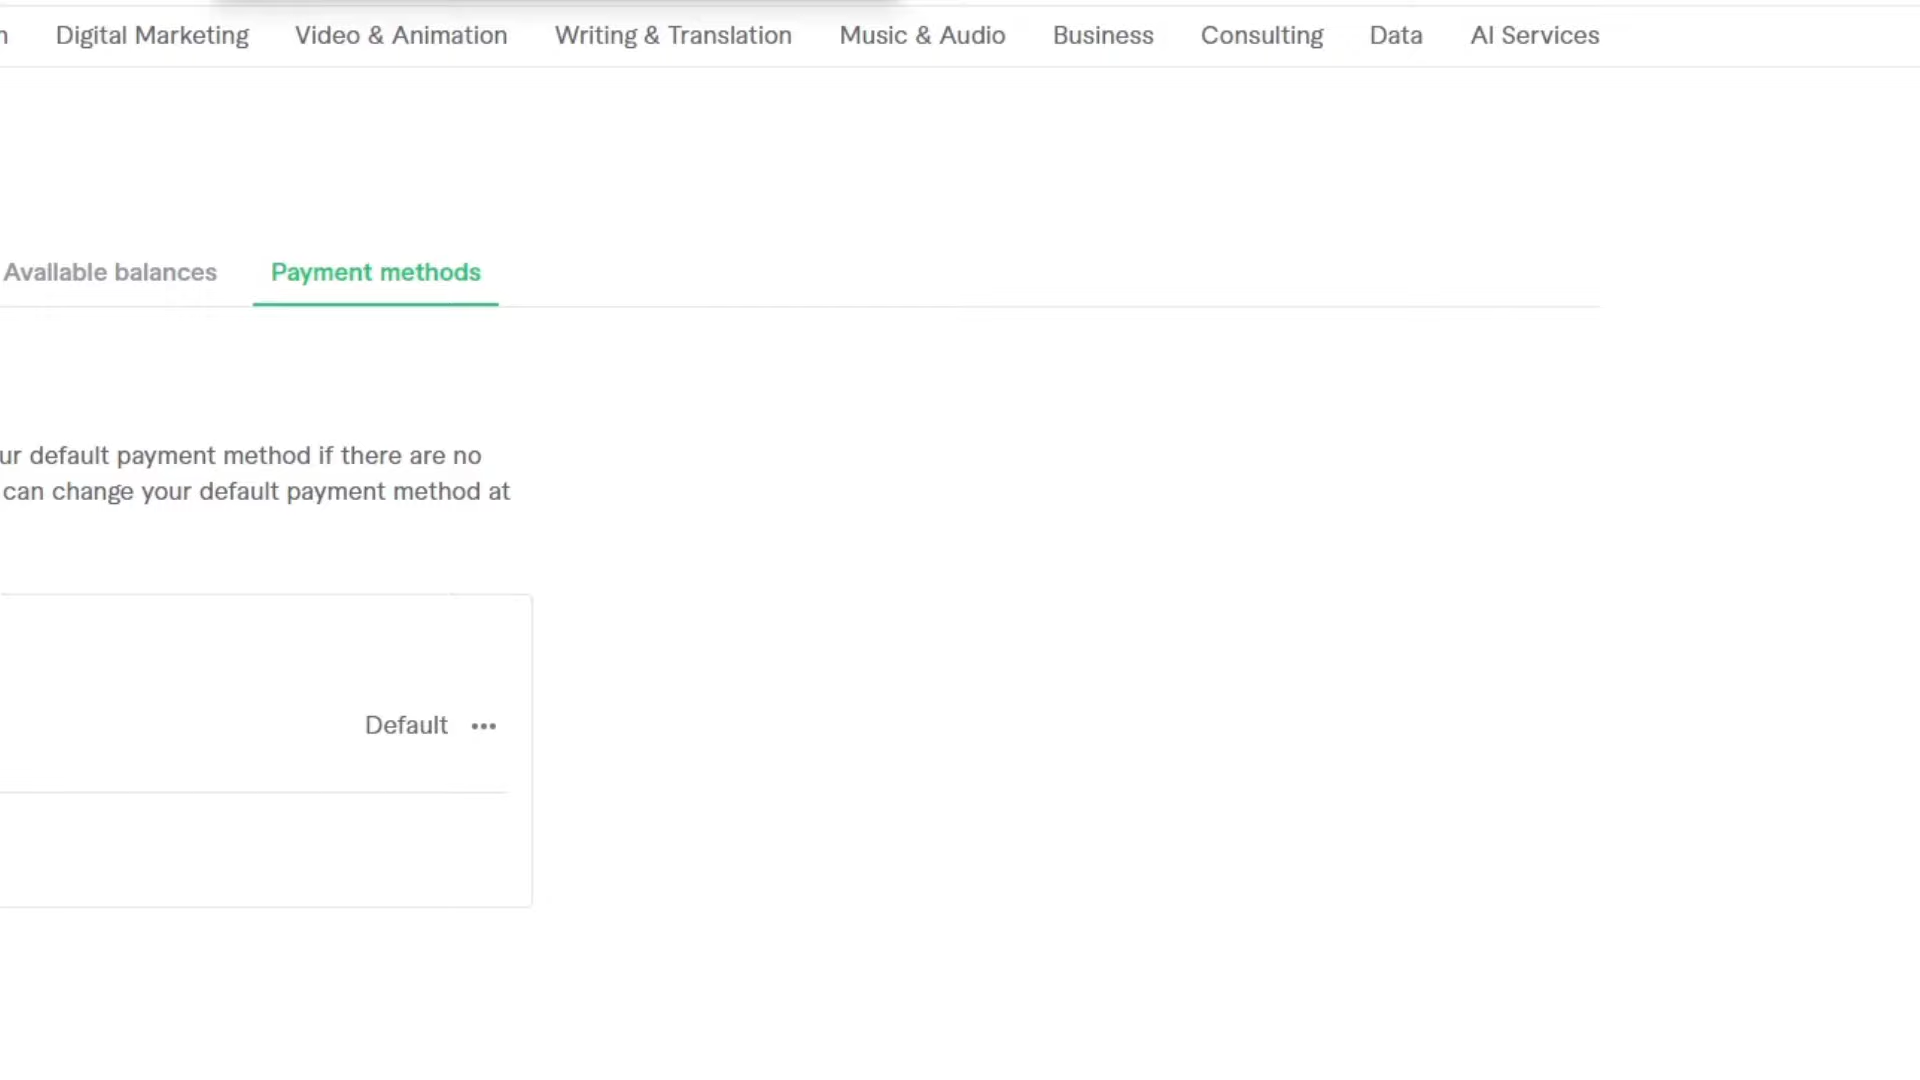 Digital Marketing Video & Animation Writing & Translation Music & Audio Business Consulting Data AI Services
Available balances Payment methods
ur default payment method if there are no
can change your default payment method at
Default